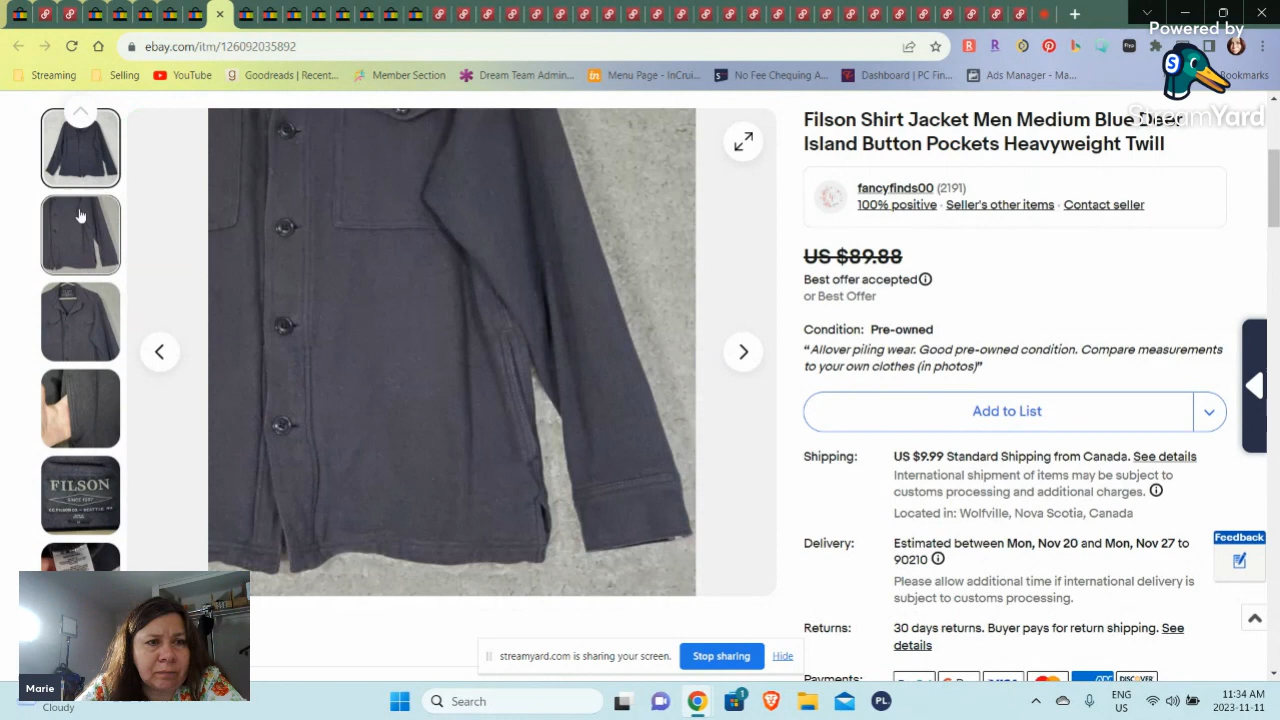 ebay.com/itm/126092035892
Powered by
StreamYard
Streaming
Selling
YouTube
Goodreads | Recent...
Member Section
Dream Team Admin...
Menu Page - InCrui...
No Fee Chequing A...
Dashboard | PC Fin...
Ads Manager - Ma...
Bookmarks
Filson Shirt Jacket Men Medium Blue
Island Button Pockets Heavyweight Twill
fancyfinds00 (2191)
100% positive · Seller's other items · Contact seller
US $89.88
Best offer accepted
or Best Offer
Condition: Pre-owned
“Allover piling wear. Good pre-owned condition. Compare measurements
to your own clothes (in photos)”
Add to List
Shipping: US $9.99 Standard Shipping from Canada. See details
International shipment of items may be subject to
customs processing and additional charges.
Located in: Wolfville, Nova Scotia, Canada
Delivery: Estimated between Mon, Nov 20 and Mon, Nov 27 to
90210
Please allow additional time if international delivery is
subject to customs processing.
Returns: 30 days returns. Buyer pays for return shipping. See
details
Payments:
DISCOVER
Feedback
FILSON
streamyard.com is sharing your screen.
Stop sharing
Hide
Marie
Cloudy
Search
PL
ENG
US
11:34 AM
2023-11-11